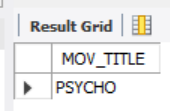 Result Grid
MOV_TITLE
PSYCHO